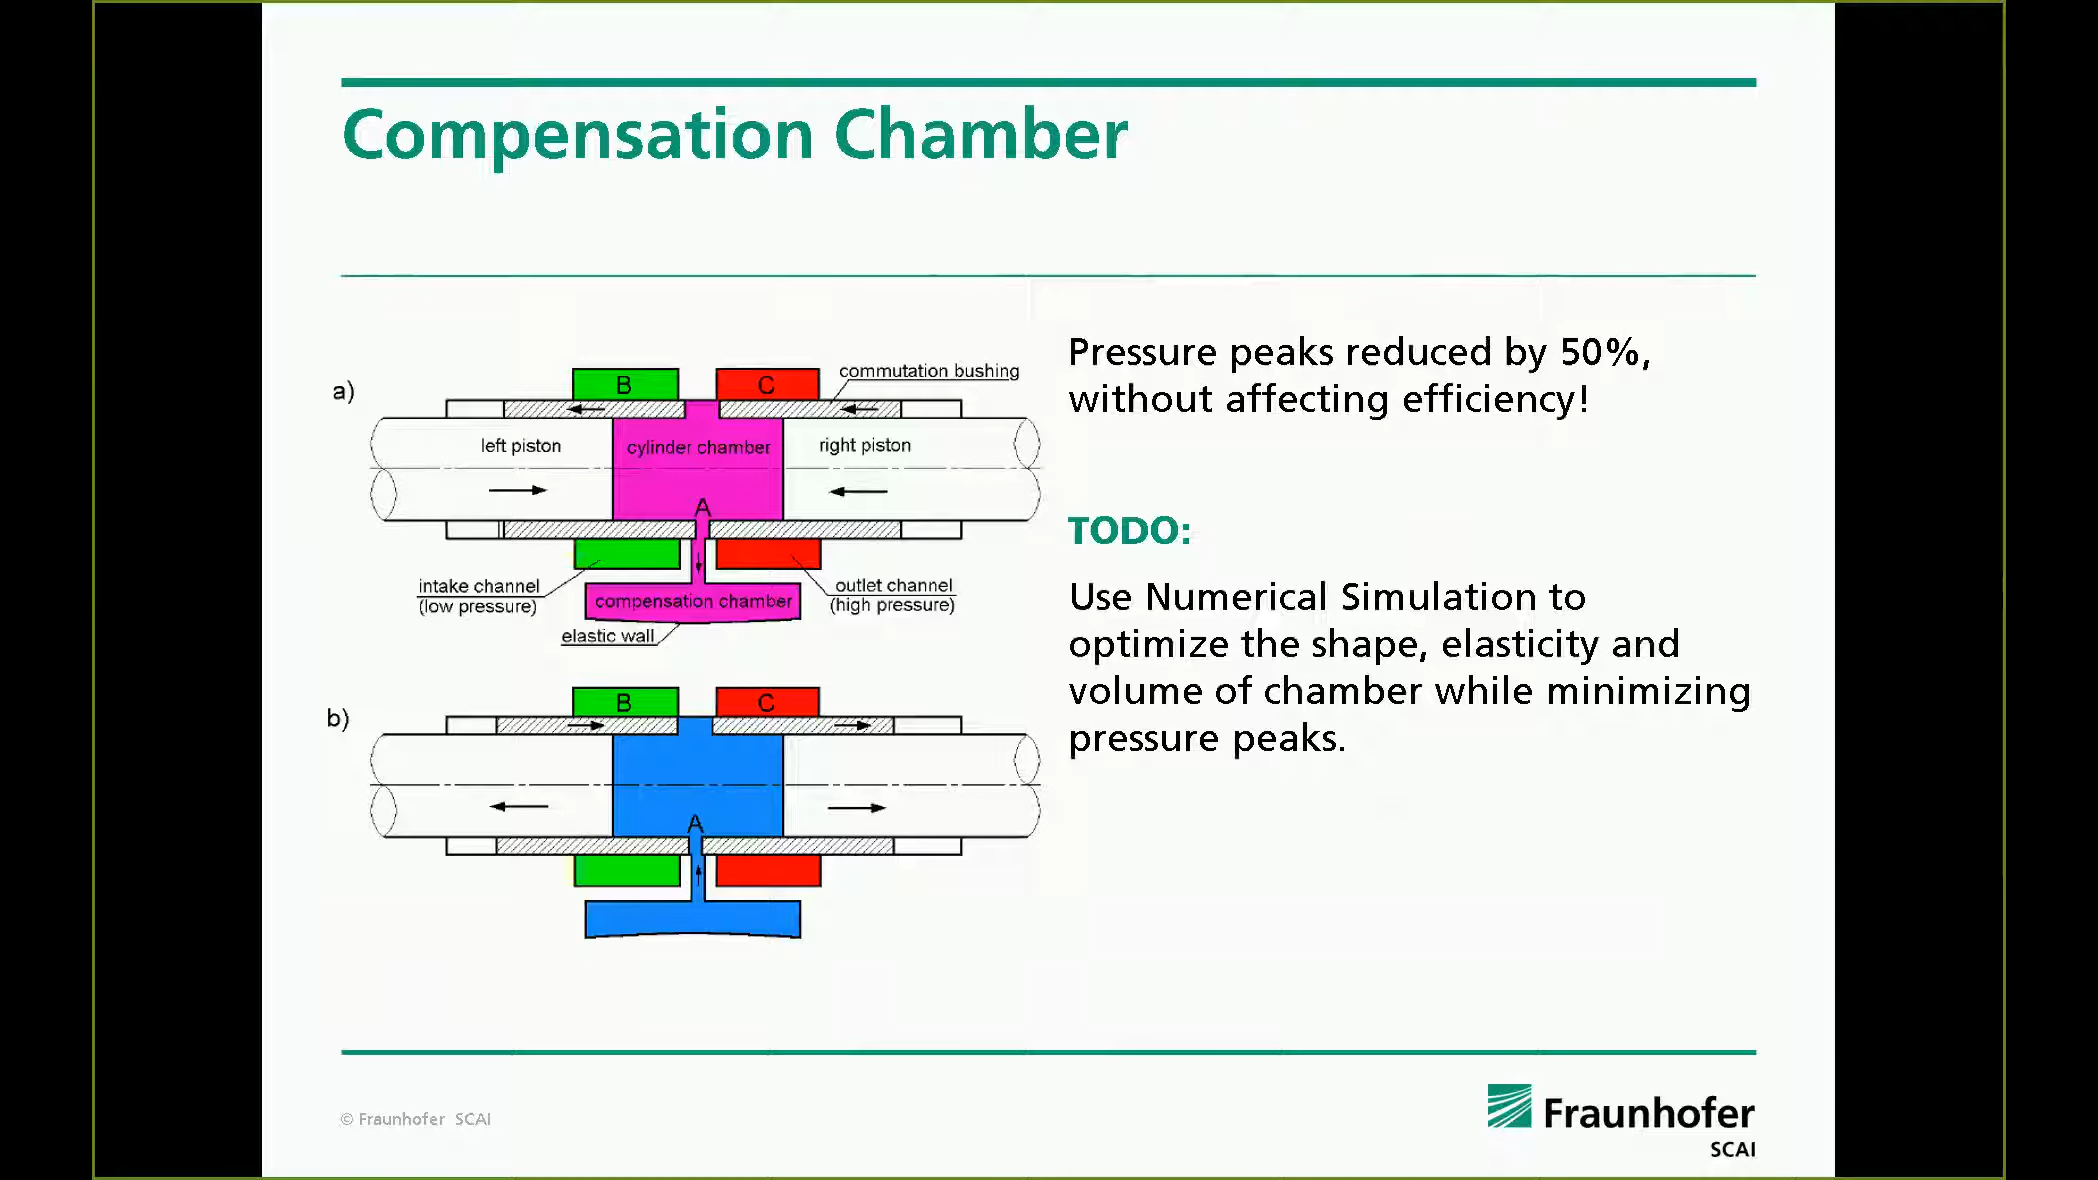 Compensation Chamber
a)
B
C
commutation bushing
left piston
cylinder chamber
right piston
A
intake channel
(low pressure)
outlet channel
(high pressure)
compensation chamber
elastic wall
b)
B
C
A
Pressure peaks reduced by 50%,
without affecting efficiency!
TODO:
Use Numerical Simulation to
optimize the shape, elasticity and
volume of chamber while minimizing
pressure peaks.
© Fraunhofer SCAI
Fraunhofer
SCAI